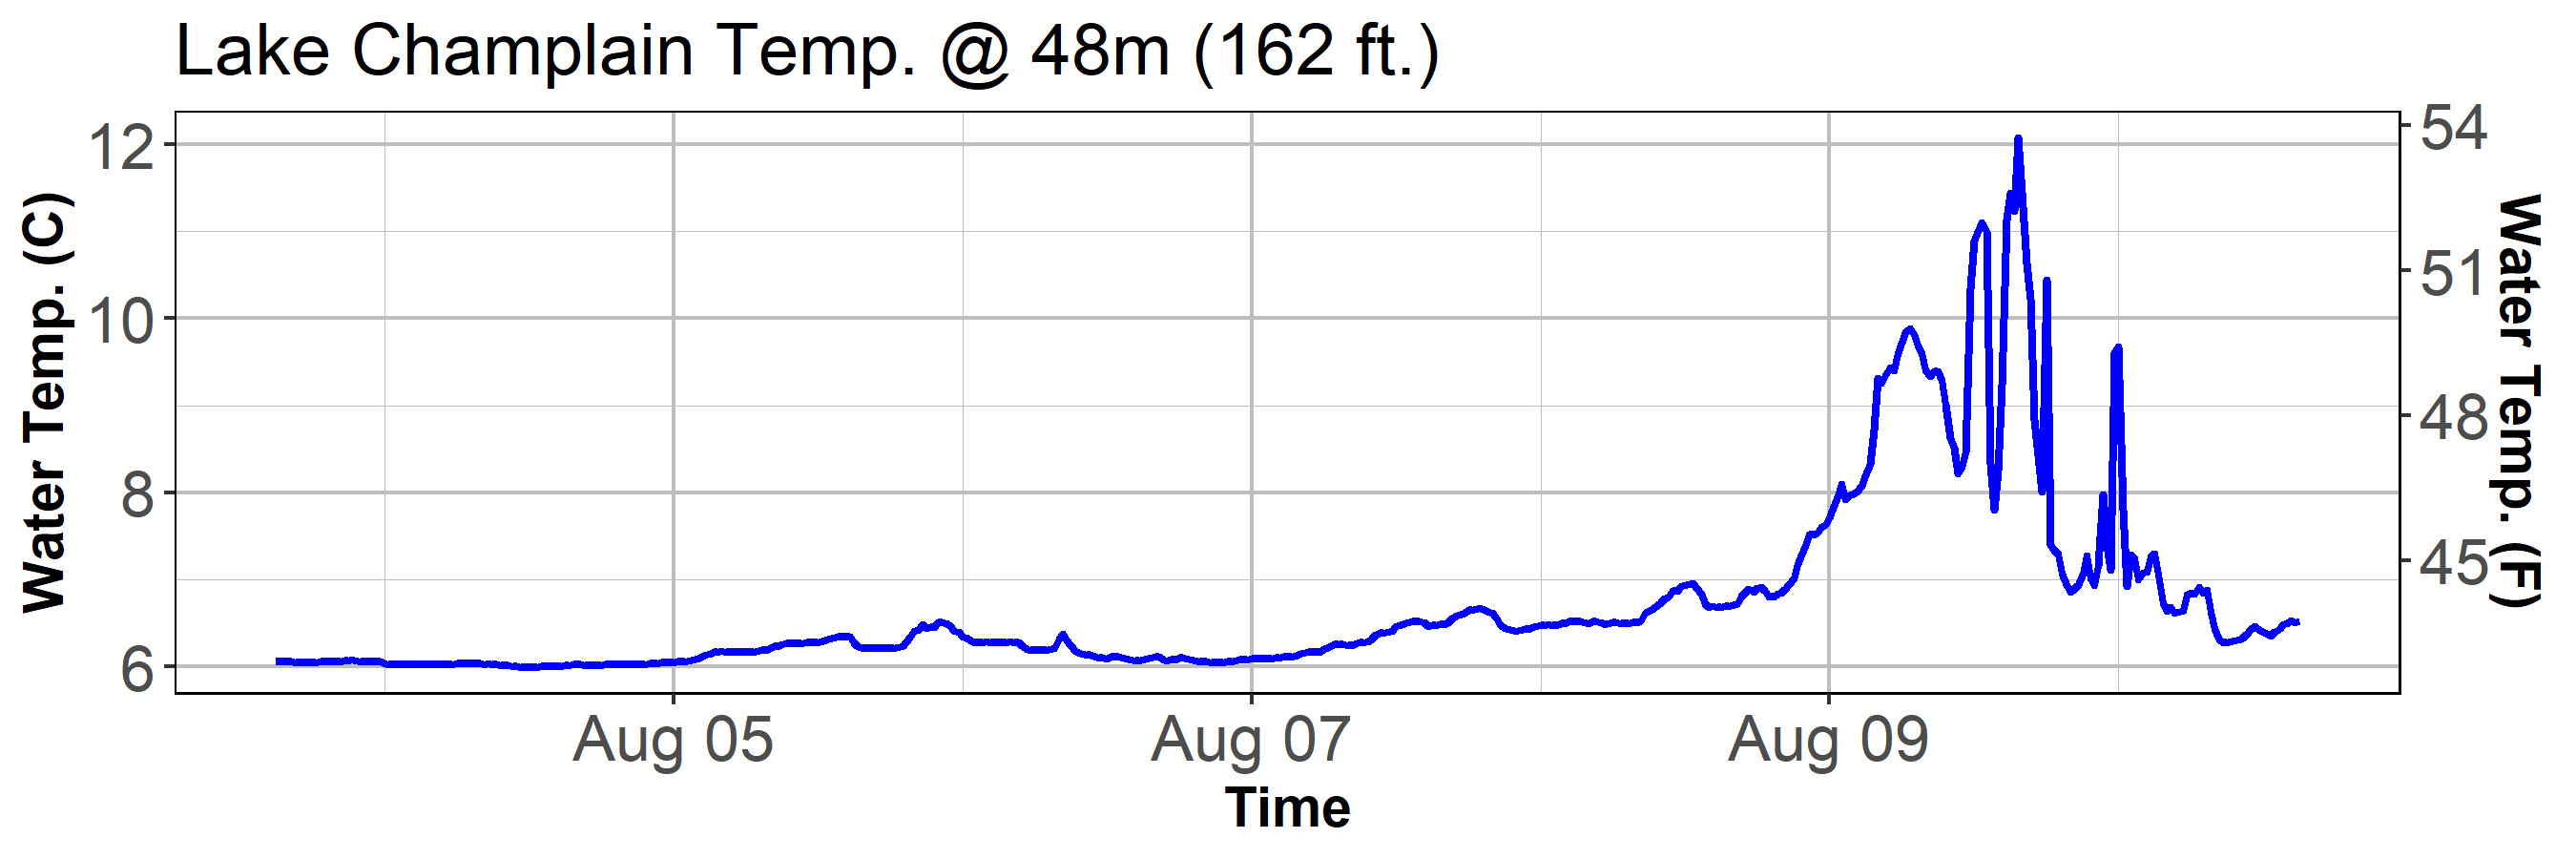 Lake Champlain Temp. @ 48m (162 ft.)
Water Temp. (C)
12
10
8
6
54
51
48
45
Water Temp. (F)
Aug 05
Aug 07
Aug 09
Time